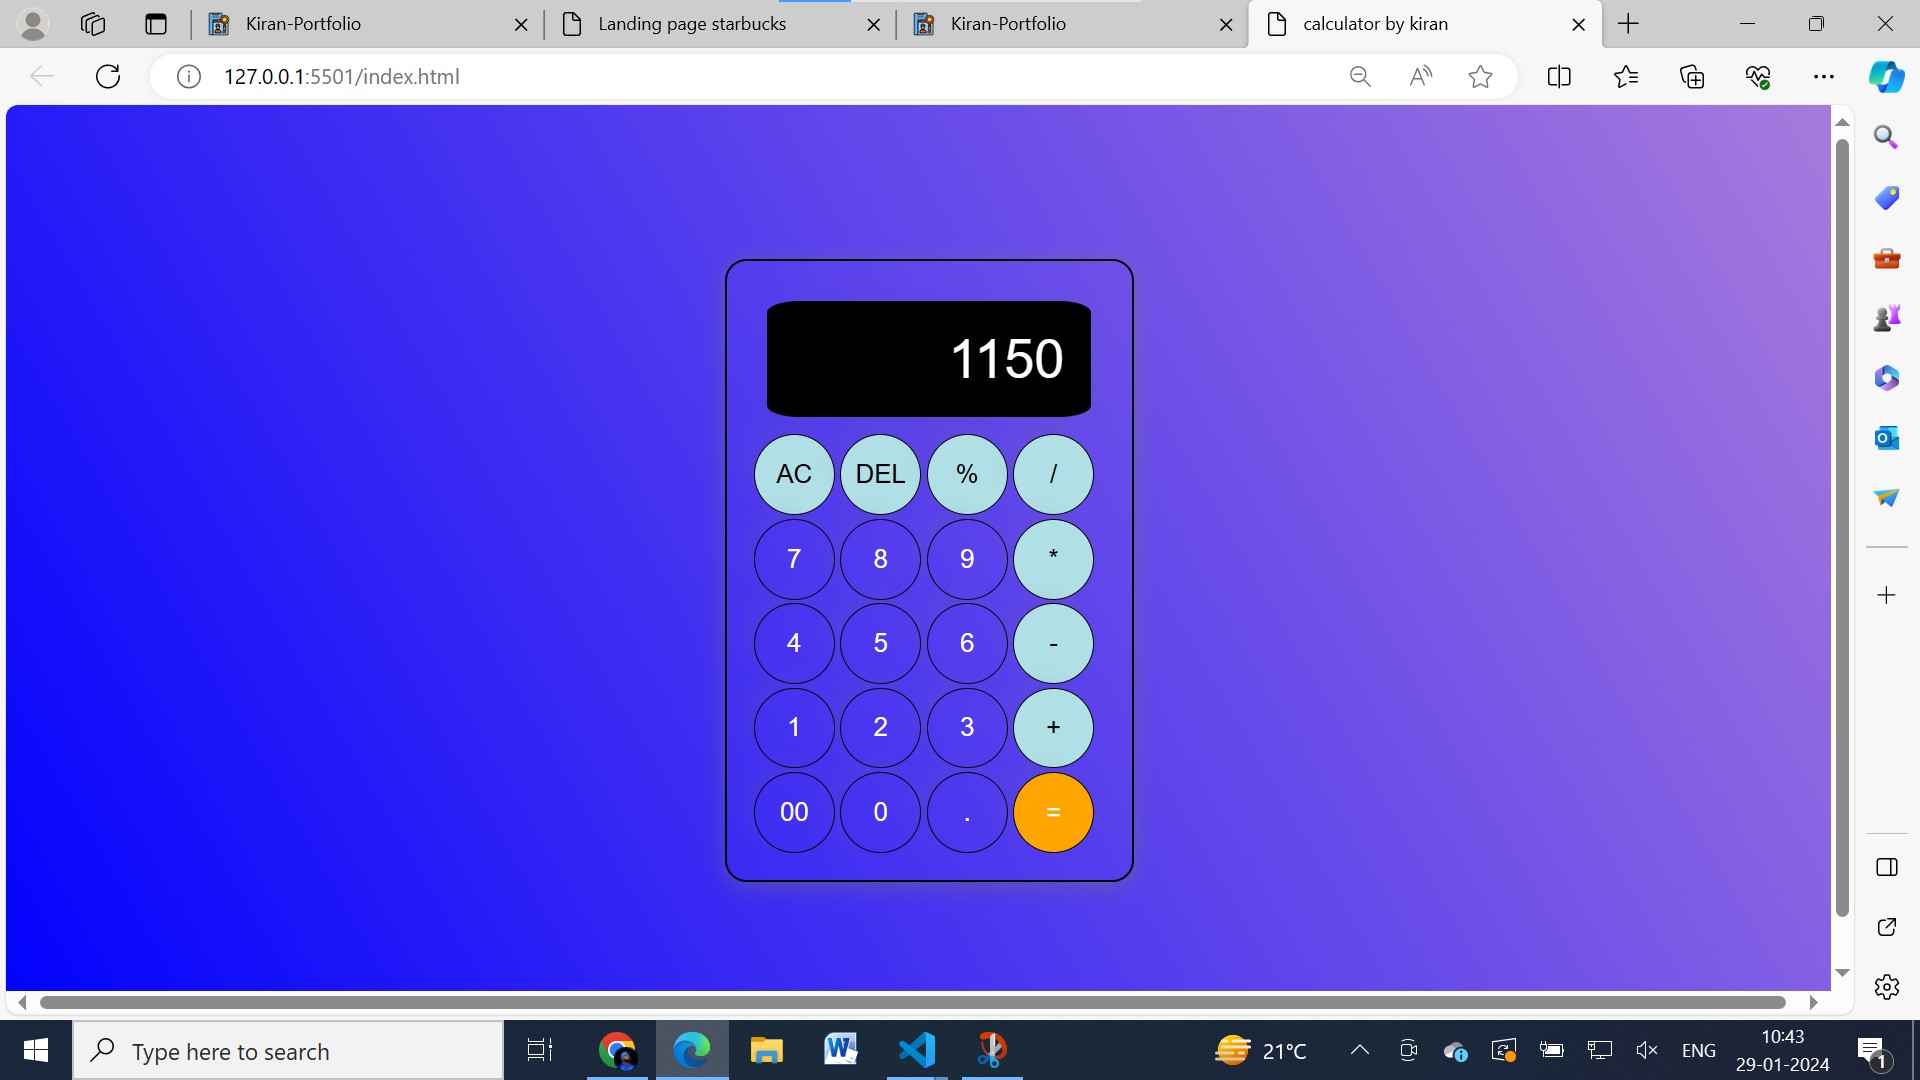 Kiran-Portfolio
Landing page starbucks
Kiran-Portfolio
calculator by kiran
127.0.0.1:5501/index.html
1150
AC DEL % /
7 8 9 *
4 5 6 -
1 2 3 +
00 0 . =
Type here to search
21°C
ENG
10:43
29-01-2024
1